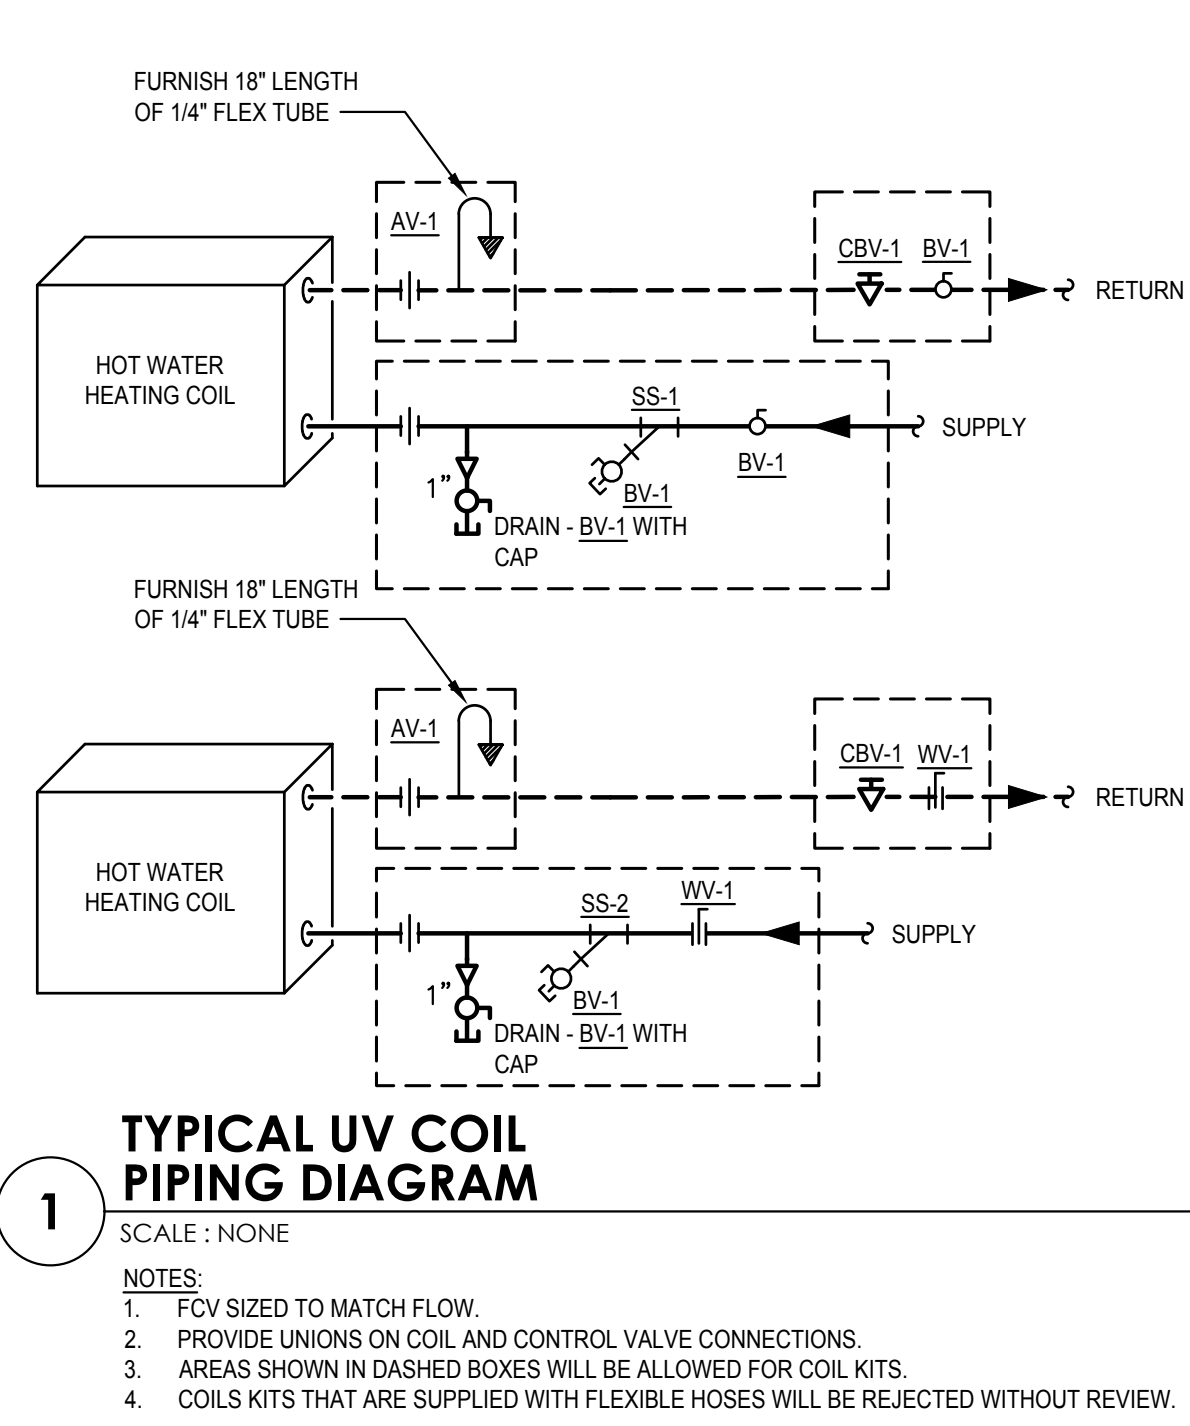 FURNISH 18" LENGTH
OF 1/4" FLEX TUBE
AV-1
CBV-1 BV-1
RETURN
HOT WATER
HEATING COIL
SS-1
SUPPLY
BV-1
1”
BV-1
DRAIN - BV-1 WITH
CAP
FURNISH 18" LENGTH
OF 1/4" FLEX TUBE
AV-1
CBV-1 WV-1
RETURN
HOT WATER
HEATING COIL
SS-2
WV-1
SUPPLY
1”
BV-1
DRAIN - BV-1 WITH
CAP
TYPICAL UV COIL
PIPING DIAGRAM
1
SCALE : NONE
NOTES:
1. FCV SIZED TO MATCH FLOW.
2. PROVIDE UNIONS ON COIL AND CONTROL VALVE CONNECTIONS.
3. AREAS SHOWN IN DASHED BOXES WILL BE ALLOWED FOR COIL KITS.
4. COILS KITS THAT ARE SUPPLIED WITH FLEXIBLE HOSES WILL BE REJECTED WITHOUT REVIEW.